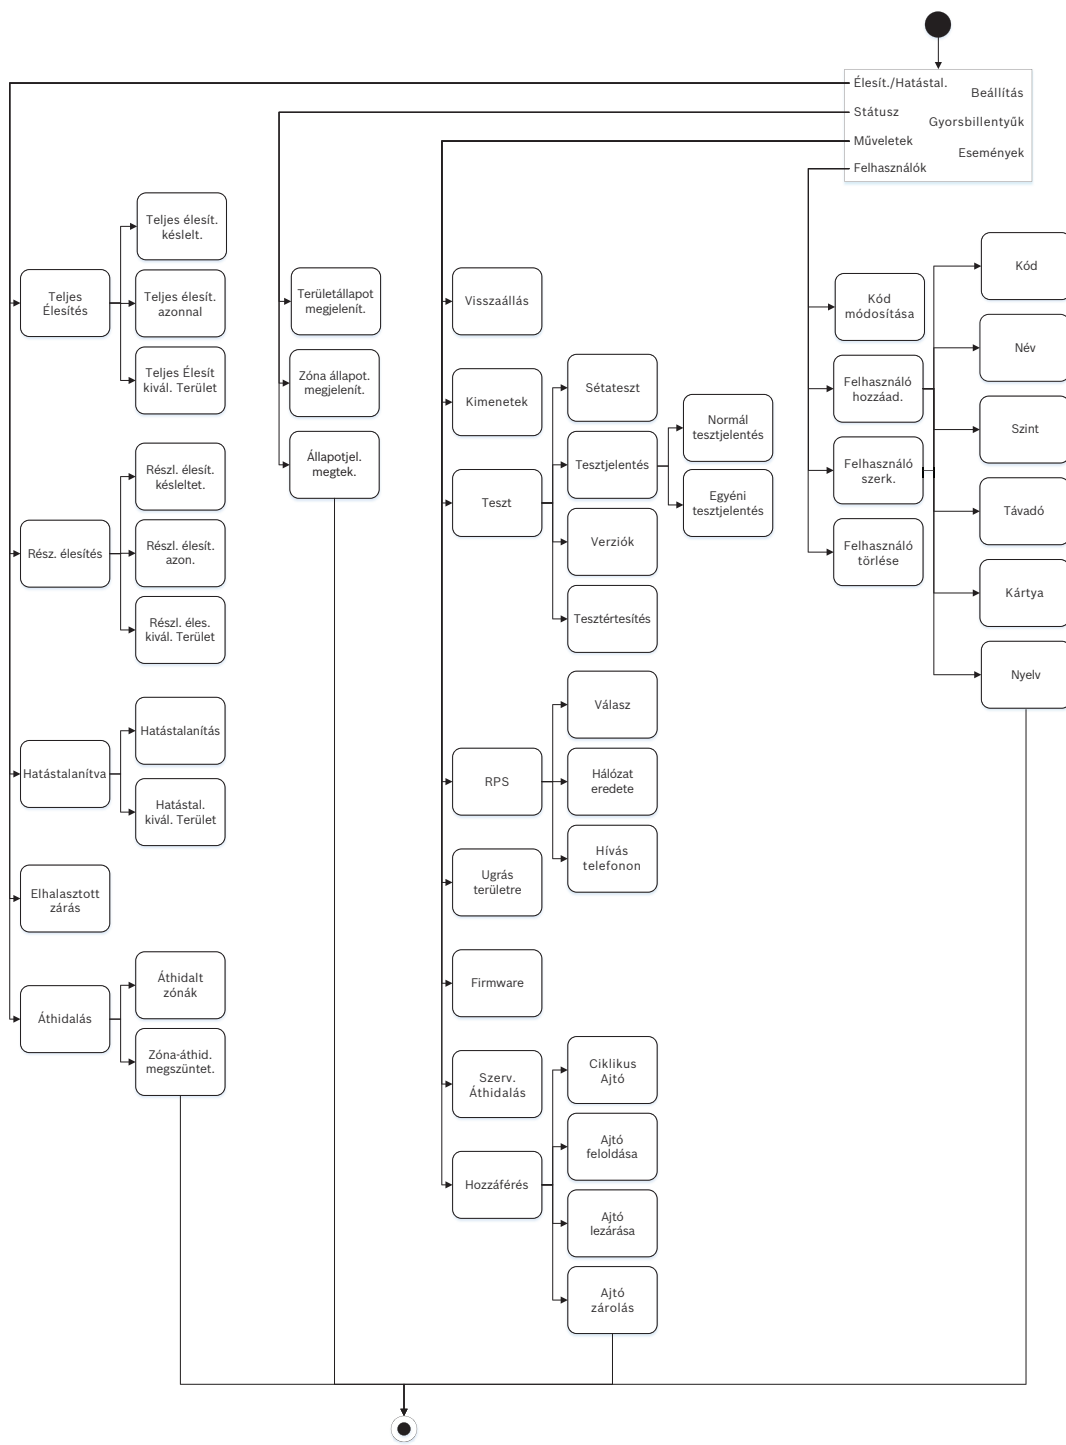 Élesít./Hatástal.
Beállítás
Státusz
Gyorsbillentyűk
Műveletek
Események
Felhasználók
Teljes
Élesítés
Teljes élesít.
késlelt.
Teljes élesít.
azonnal
Teljes Élesít
kivál. Terület
Rész. élesítés
Részl. élesít.
késleltet.
Részl. élesít.
azon.
Részl. éles.
kivál. Terület
Hatástalanítva
Hatástalanítás
Hatástal.
kivál. Terület
Elhalasztott
zárás
Áthidalás
Áthidalt
zónák
Zóna-áthid.
megszüntet.
Területállapot
megjelenít.
Zóna állapot.
megjelenít.
Állapotjel.
megtek.
Visszaállás
Kimenetek
Teszt
Sétateszt
Tesztjelentés
Normál
tesztjelentés
Egyéni
tesztjelentés
Verziók
Tesztértesítés
RPS
Válasz
Hálózat
eredete
Hívás
telefonon
Ugrás
területre
Firmware
Szerv.
Áthidalás
Hozzáférés
Ciklikus
Ajtó
Ajtó
feloldása
Ajtó
lezárása
Ajtó
zárolás
Kód
módosítása
Felhasználó
hozzáad.
Felhasználó
szerk.
Felhasználó
törlése
Kód
Név
Szint
Távadó
Kártya
Nyelv